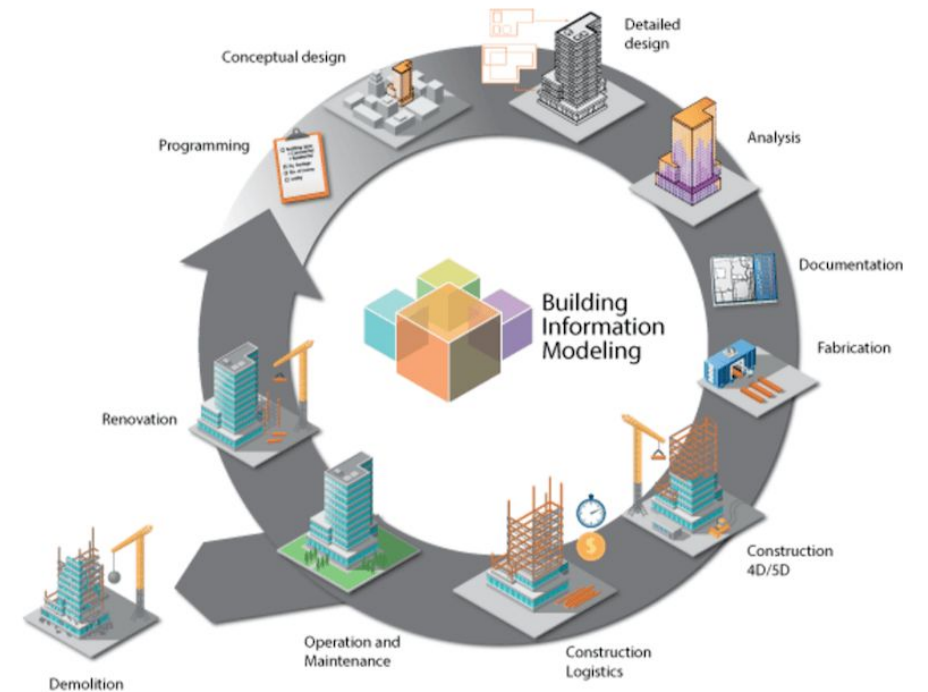 Detailed
design
Conceptual design
Analysis
Programming
Documentation
Building
Information
Modeling
Fabrication
Renovation
Construction
4D/5D
Operation and
Maintenance
Construction
Logistics
Demolition
$